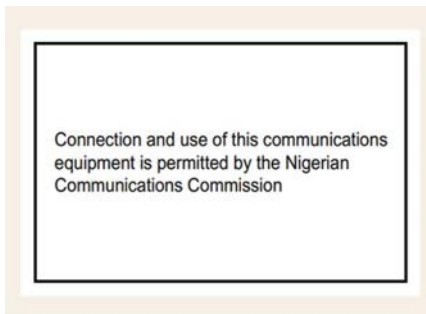 Connection and use of this communications
equipment is permitted by the Nigerian
Communications Commission